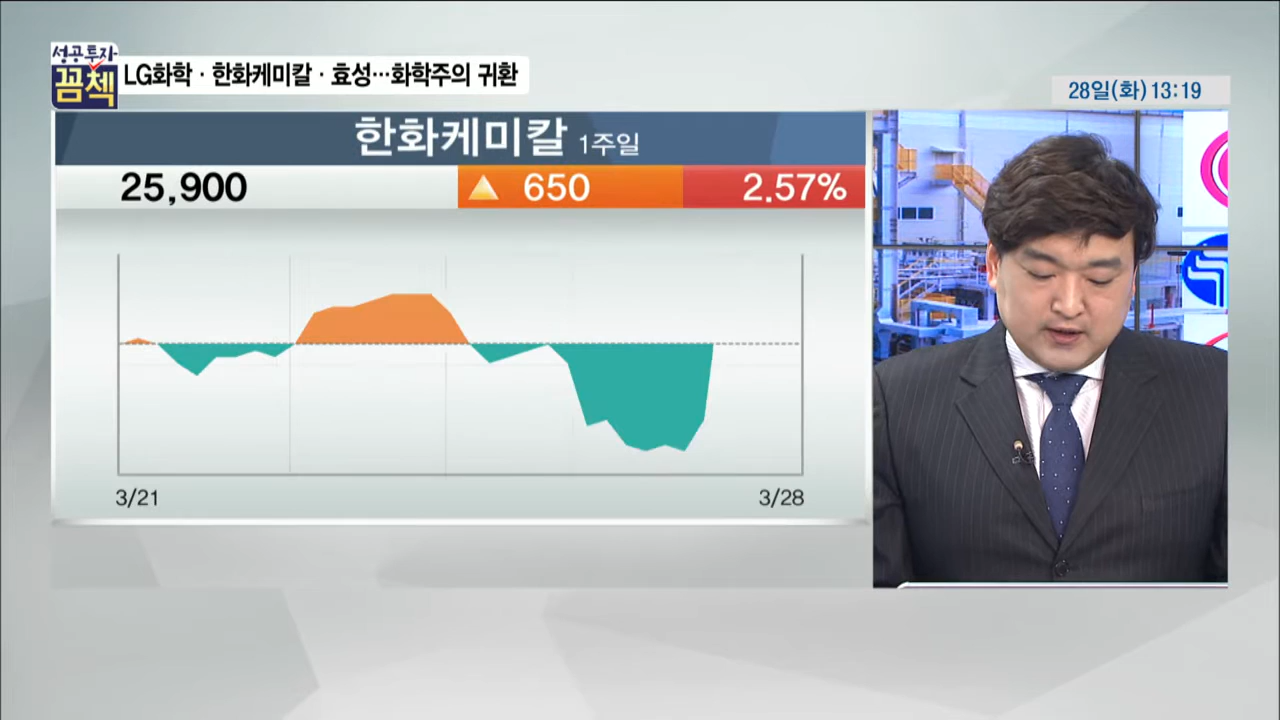 성공투자
꼼첵
LG화학·한화케미칼·효성…화학주의 귀환
28일(화) 13:19
한화케미칼 1주일
25,900 ▲ 650 2.57%
3/21 3/28